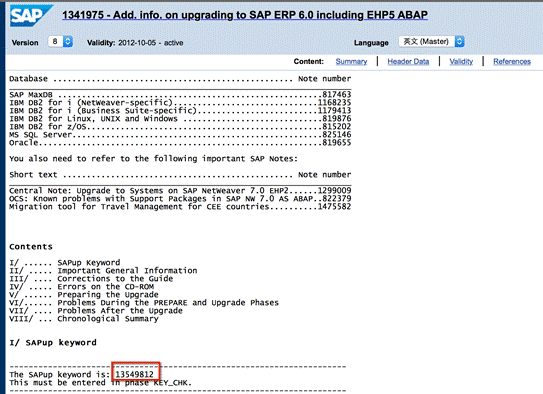 SAP 1341975 - Add. info. on upgrading to SAP ERP 6.0 including EHP5 ABAP
Version 8 Validity: 2012-10-05 - active Language 英文 (Master)
Content: Summary | Header Data | Validity | References
Database ........................................... Note number
SAP MaxDB ...............................................817463
IBM DB2 for i (NetWeaver-specific)......................1168235
IBM DB2 for i (Business Suite-specific).................1179413
IBM DB2 for Linux, UNIX and Windows .....................819876
IBM DB2 for z/OS.........................................815202
MS SQL Server............................................825146
Oracle...................................................819655
You also need to refer to the following important SAP Notes:
Short text ......................................... Note number
Central Note: Upgrade to Systems on SAP NetWeaver 7.0 EHP2......1299009
OCS: Known problems with Support Packages in SAP NW 7.0 AS ABAP..822379
Migration tool for Travel Management for CEE countries..........1475582
Contents
I/ ...... SAPup Keyword
II/ ..... Important General Information
III/ .... Corrections to the Guide
IV/ ..... Errors on the CD-ROM
V/ ...... Preparing the Upgrade
VI/...... Problems During the PREPARE and Upgrade Phases
VII/ .... Problems After the Upgrade
VIII/ ... Chronological Summary
I/ SAPup keyword
----------------------------------------------------------------------
The SAPup keyword is: 13549812
This must be entered in phase KEY_CHK.
----------------------------------------------------------------------